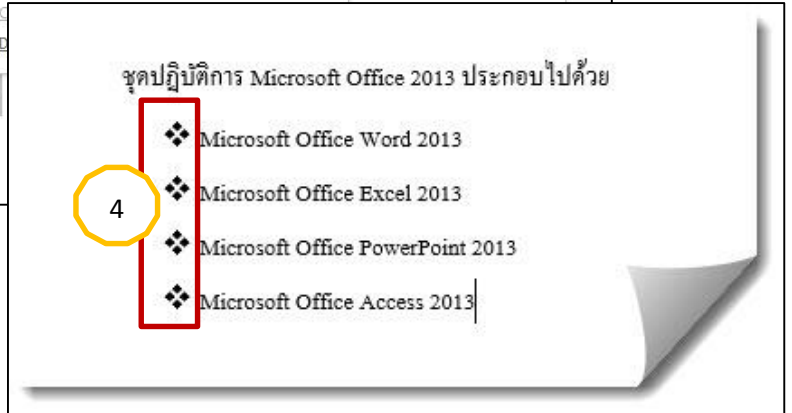 ชุดปฏิบัติการ Microsoft Office 2013 ประกอบไปด้วย
❖ Microsoft Office Word 2013
❖ Microsoft Office Excel 2013
4
❖ Microsoft Office PowerPoint 2013
❖ Microsoft Office Access 2013